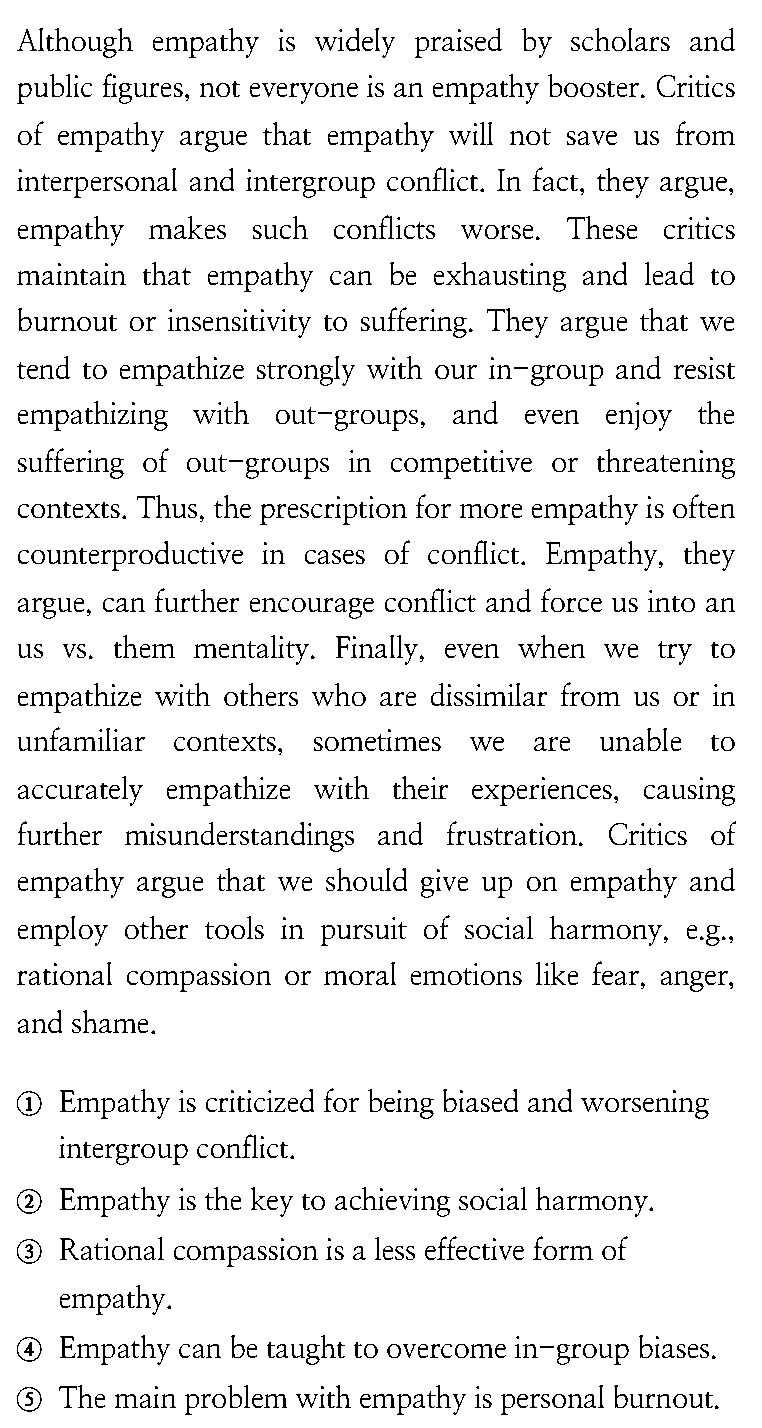 Although empathy is widely praised by scholars and
public figures, not everyone is an empathy booster. Critics
of empathy argue that empathy will not save us from
interpersonal and intergroup conflict. In fact, they argue,
empathy makes such conflicts worse. These critics
maintain that empathy can be exhausting and lead to
burnout or insensitivity to suffering. They argue that we
tend to empathize strongly with our in-group and resist
empathizing with out-groups, and even enjoy the
suffering of out-groups in competitive or threatening
contexts. Thus, the prescription for more empathy is often
counterproductive in cases of conflict. Empathy, they
argue, can further encourage conflict and force us into an
us vs. them mentality. Finally, even when we try to
empathize with others who are dissimilar from us or in
unfamiliar contexts, sometimes we are unable to
accurately empathize with their experiences, causing
further misunderstandings and frustration. Critics of
empathy argue that we should give up on empathy and
employ other tools in pursuit of social harmony, e.g.,
rational compassion or moral emotions like fear, anger,
and shame.
① Empathy is criticized for being biased and worsening
intergroup conflict.
② Empathy is the key to achieving social harmony.
③ Rational compassion is a less effective form of
empathy.
④ Empathy can be taught to overcome in-group biases.
⑤ The main problem with empathy is personal burnout.